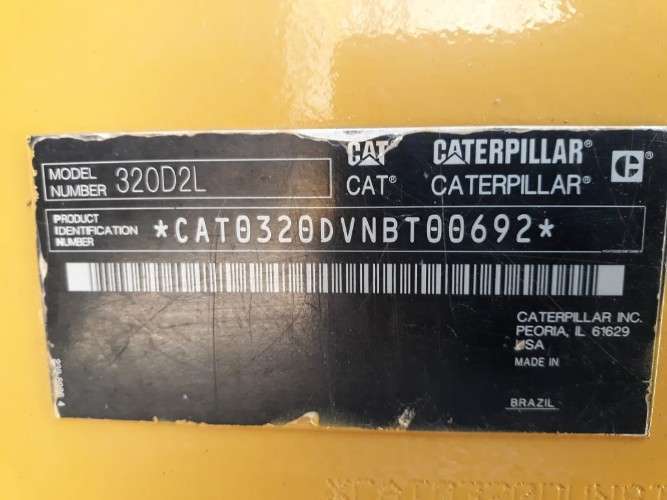 CAT CATERPILLAR
MODEL NUMBER 320D2L
CAT® CATERPILLAR®
PRODUCT IDENTIFICATION NUMBER *CAT0320DVNBT00692*
CATERPILLAR INC.
PEORIA, IL 61629
USA
MADE IN
BRAZIL